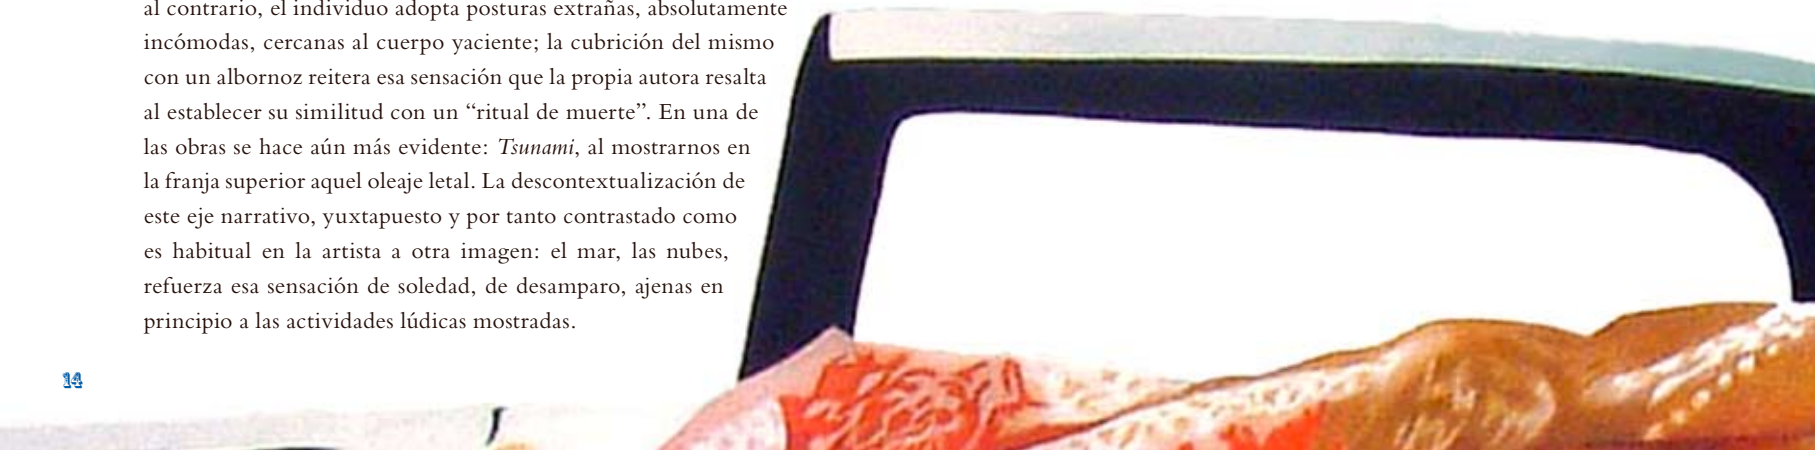 al contrario, el individuo adopta posturas extrañas, absolutamente
incómodas, cercanas al cuerpo yaciente; la cubrición del mismo
con un albornoz reitera esa sensación que la propia autora resalta
al establecer su similitud con un “ritual de muerte”. En una de
las obras se hace aún más evidente: Tsunami, al mostrarnos en
la franja superior aquel oleaje letal. La descontextualización de
este eje narrativo, yuxtapuesto y por tanto contrastado como
es habitual en la artista a otra imagen: el mar, las nubes,
refuerza esa sensación de soledad, de desamparo, ajenas en
principio a las actividades lúdicas mostradas.
14